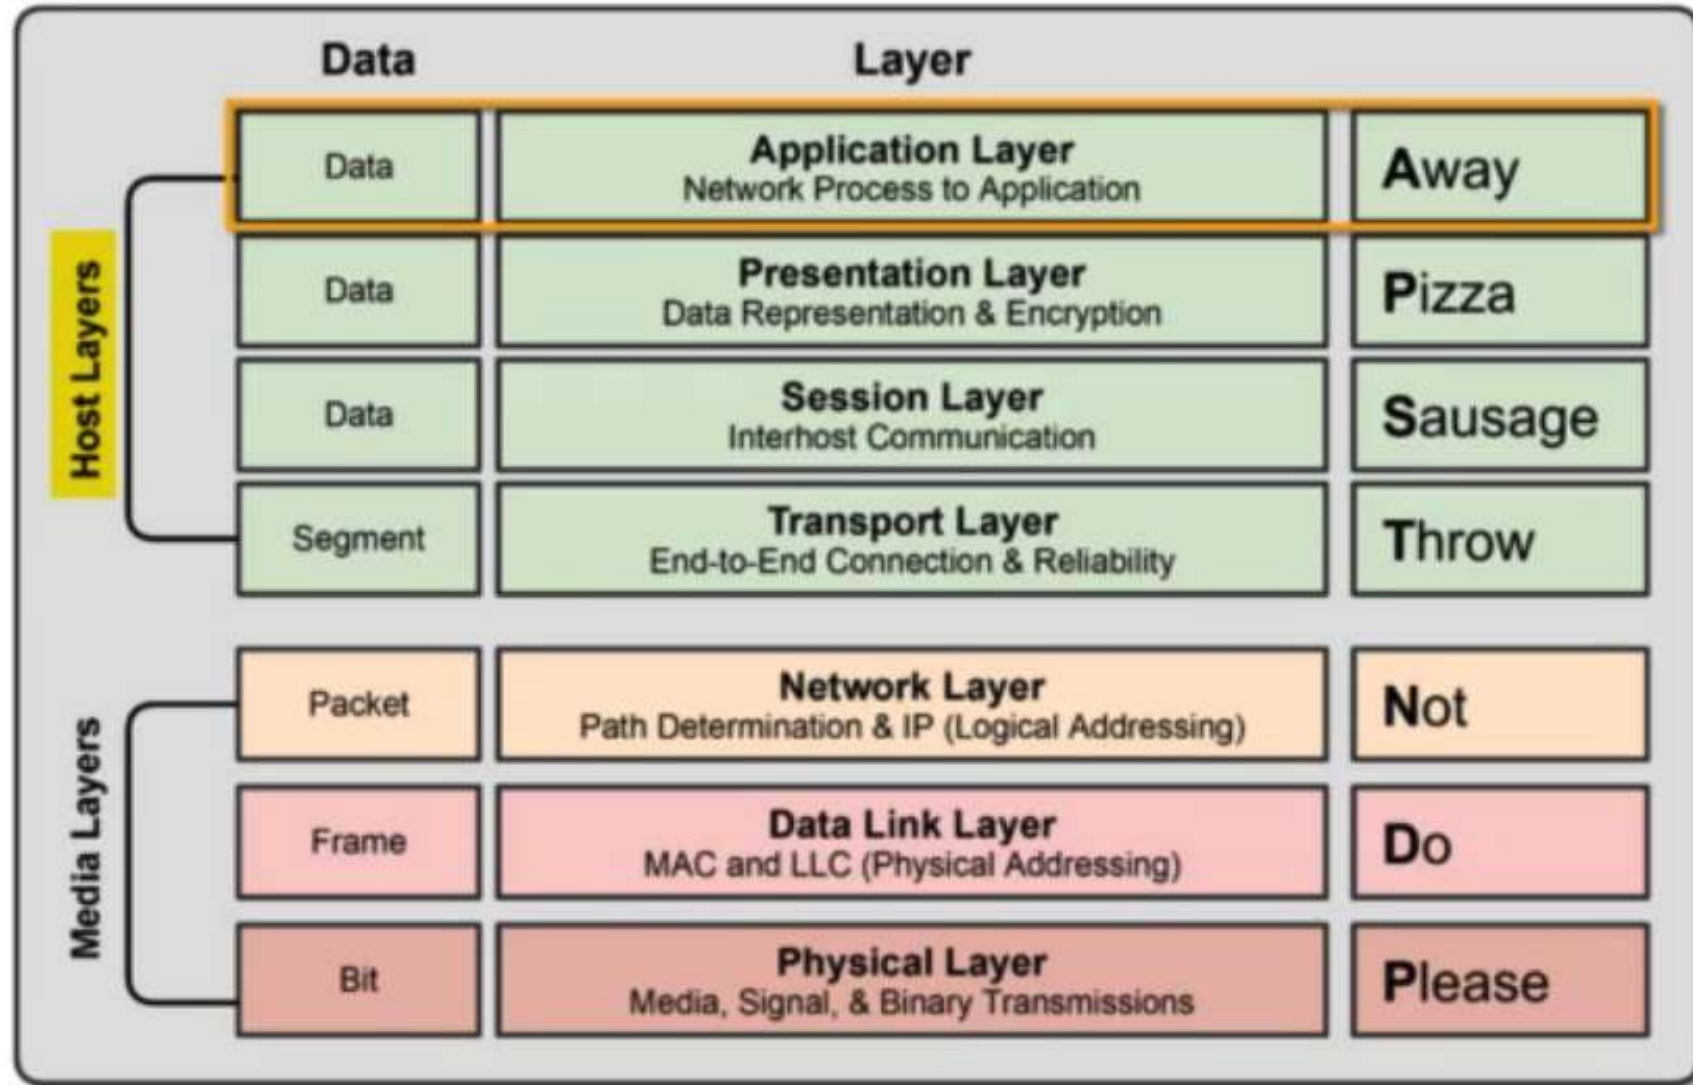 Data Layer
Host Layers
Data
Application Layer
Network Process to Application
Away
Data
Presentation Layer
Data Representation & Encryption
Pizza
Data
Session Layer
Interhost Communication
Sausage
Segment
Transport Layer
End-to-End Connection & Reliability
Throw
Media Layers
Packet
Network Layer
Path Determination & IP (Logical Addressing)
Not
Frame
Data Link Layer
MAC and LLC (Physical Addressing)
Do
Bit
Physical Layer
Media, Signal, & Binary Transmissions
Please